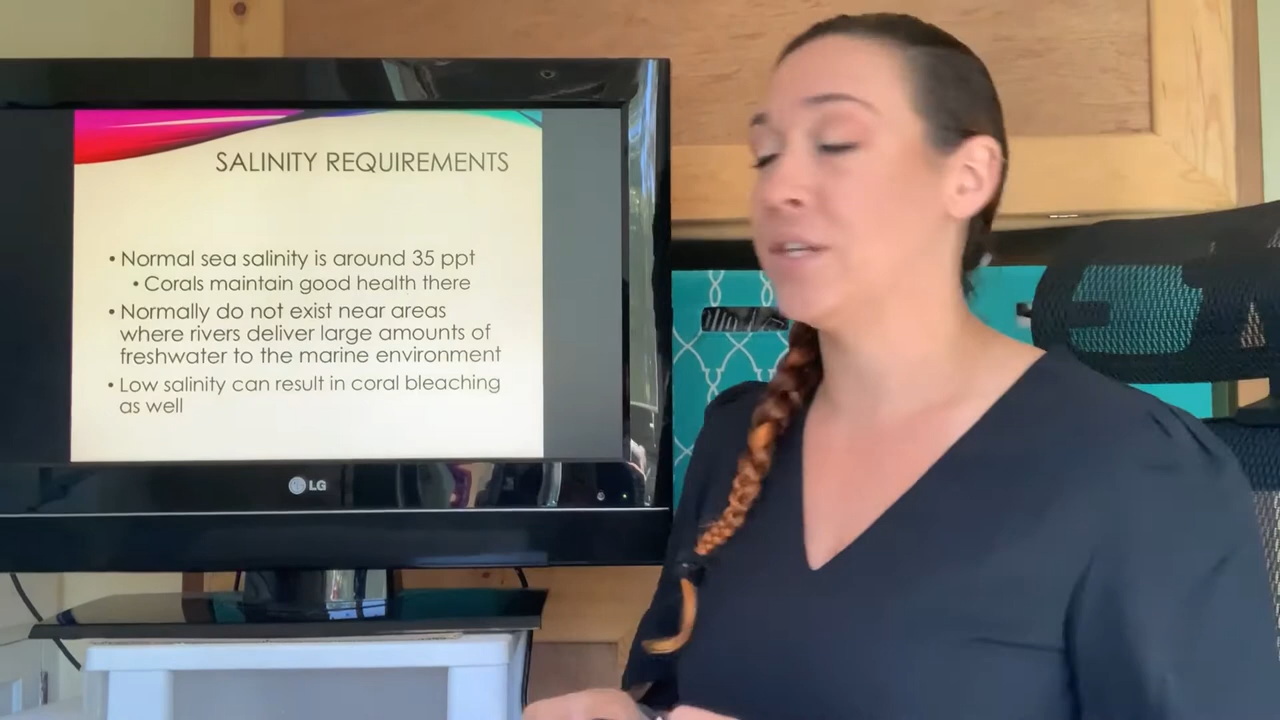 SALINITY REQUIREMENTS
• Normal sea salinity is around 35 ppt
• Corals maintain good health there
• Normally do not exist near areas
where rivers deliver large amounts of
freshwater to the marine environment
• Low salinity can result in coral bleaching
as well
LG